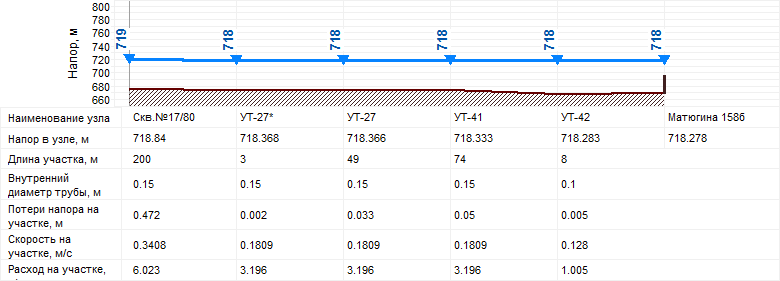 800
780
760
740
720
700
680
660
Напор, м
719
718
718
718
718
718
Наименование узла Скв.№17/80 УТ-27* УТ-27 УТ-41 УТ-42 Матюгина 158б
Напор в узле, м 718.84 718.368 718.366 718.333 718.283 718.278
Длина участка, м 200 3 49 74 8
Внутренний
диаметр трубы, м 0.15 0.15 0.15 0.15 0.1
Потери напора на
участке, м 0.472 0.002 0.033 0.05 0.005
Скорость на
участке, м/с 0.3408 0.1809 0.1809 0.1809 0.128
Расход на участке, 6.023 3.196 3.196 3.196 1.005